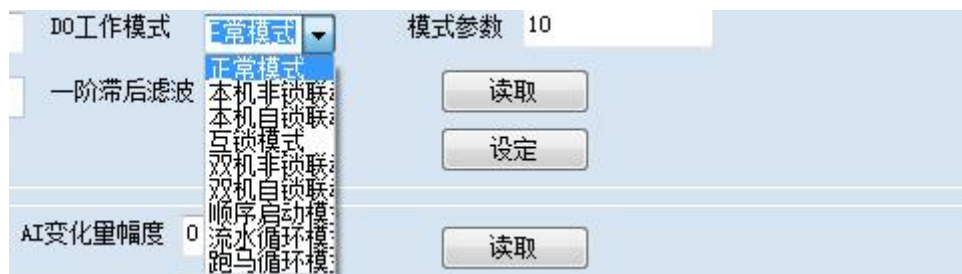 DO工作模式 正常模式 模式参数 10
正常模式
一阶滞后滤波 本机非锁联 读取
本机自锁联
互锁模式 设定
双机非锁联
双机自锁联
顺序启动模
AI变化量幅度 0 流水循环模 读取
跑马循环模